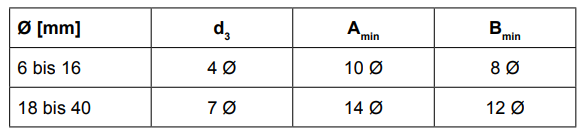 Ø [mm] d3 Amin Bmin
6 bis 16 4 Ø 10 Ø 8 Ø
18 bis 40 7 Ø 14 Ø 12 Ø